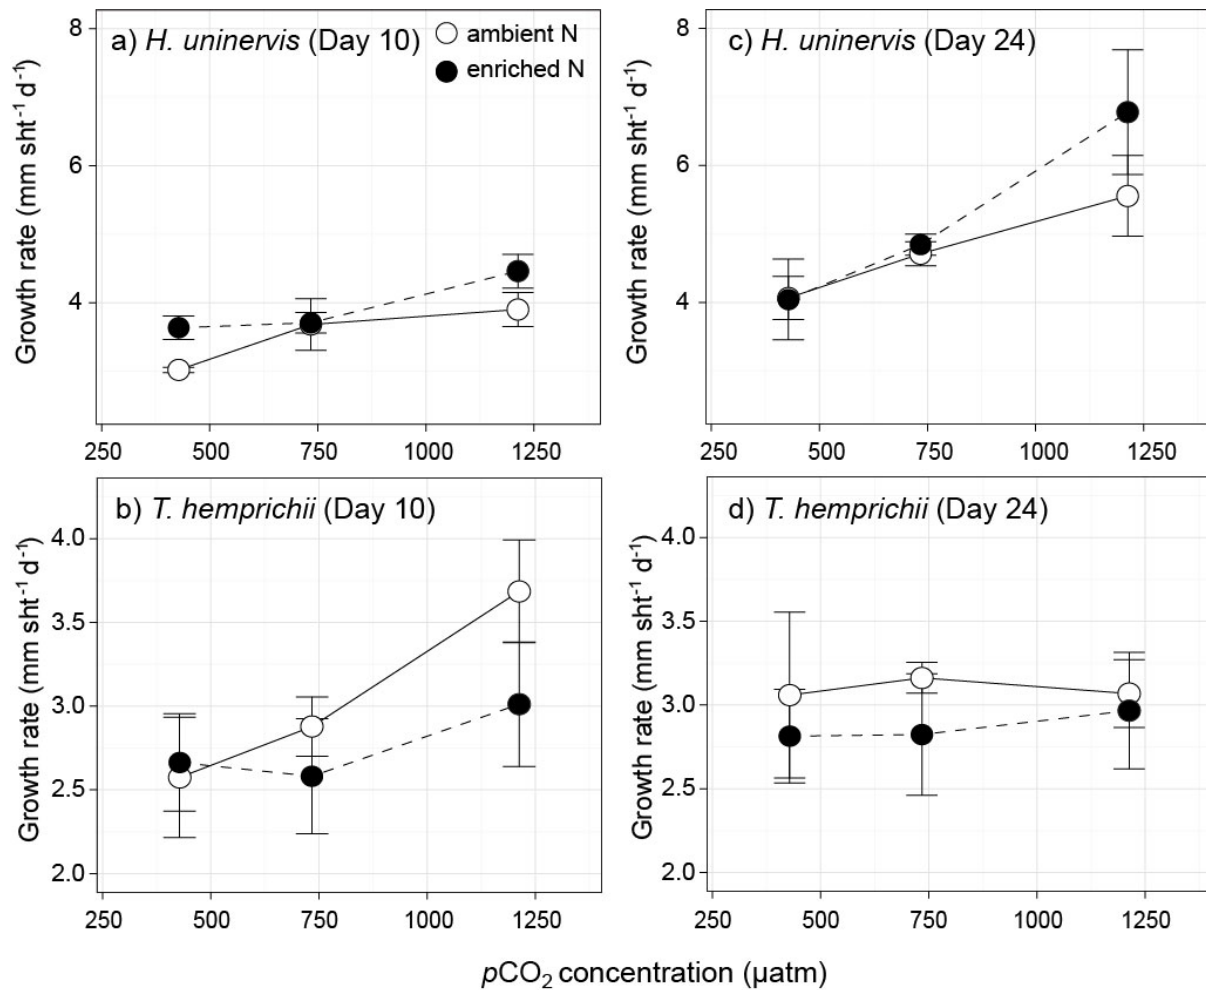 a) H. uninervis (Day 10)
ambient N
enriched N
Growth rate (mm sht⁻¹ d⁻¹)
8
6
4
250 500 750 1000 1250
c) H. uninervis (Day 24)
Growth rate (mm sht⁻¹ d⁻¹)
8
6
4
250 500 750 1000 1250
b) T. hemprichii (Day 10)
Growth rate (mm sht⁻¹ d⁻¹)
4.0
3.5
3.0
2.5
2.0
250 500 750 1000 1250
d) T. hemprichii (Day 24)
Growth rate (mm sht⁻¹ d⁻¹)
4.0
3.5
3.0
2.5
2.0
250 500 750 1000 1250
pCO₂ concentration (µatm)